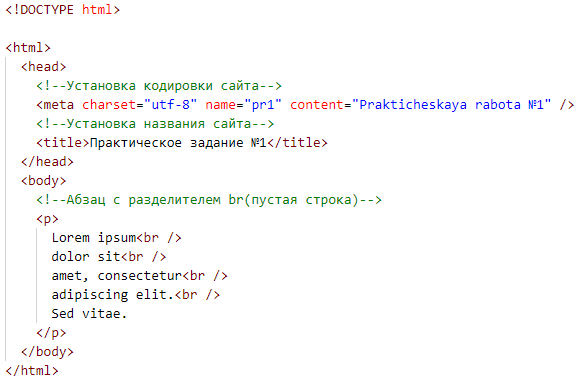 <!DOCTYPE html>
<html>
<head>
<!--Установка кодировки сайта-->
<meta charset="utf-8" name="pr1" content="Prakticheskaya rabota №1" />
<!--Установка названия сайта-->
<title>Практическое задание №1</title>
</head>
<body>
<!--Абзац с разделителем br(пустая строка)-->
<p>
Lorem ipsum<br />
dolor sit<br />
amet, consectetur<br />
adipiscing elit.<br />
Sed vitae.
</p>
</body>
</html>